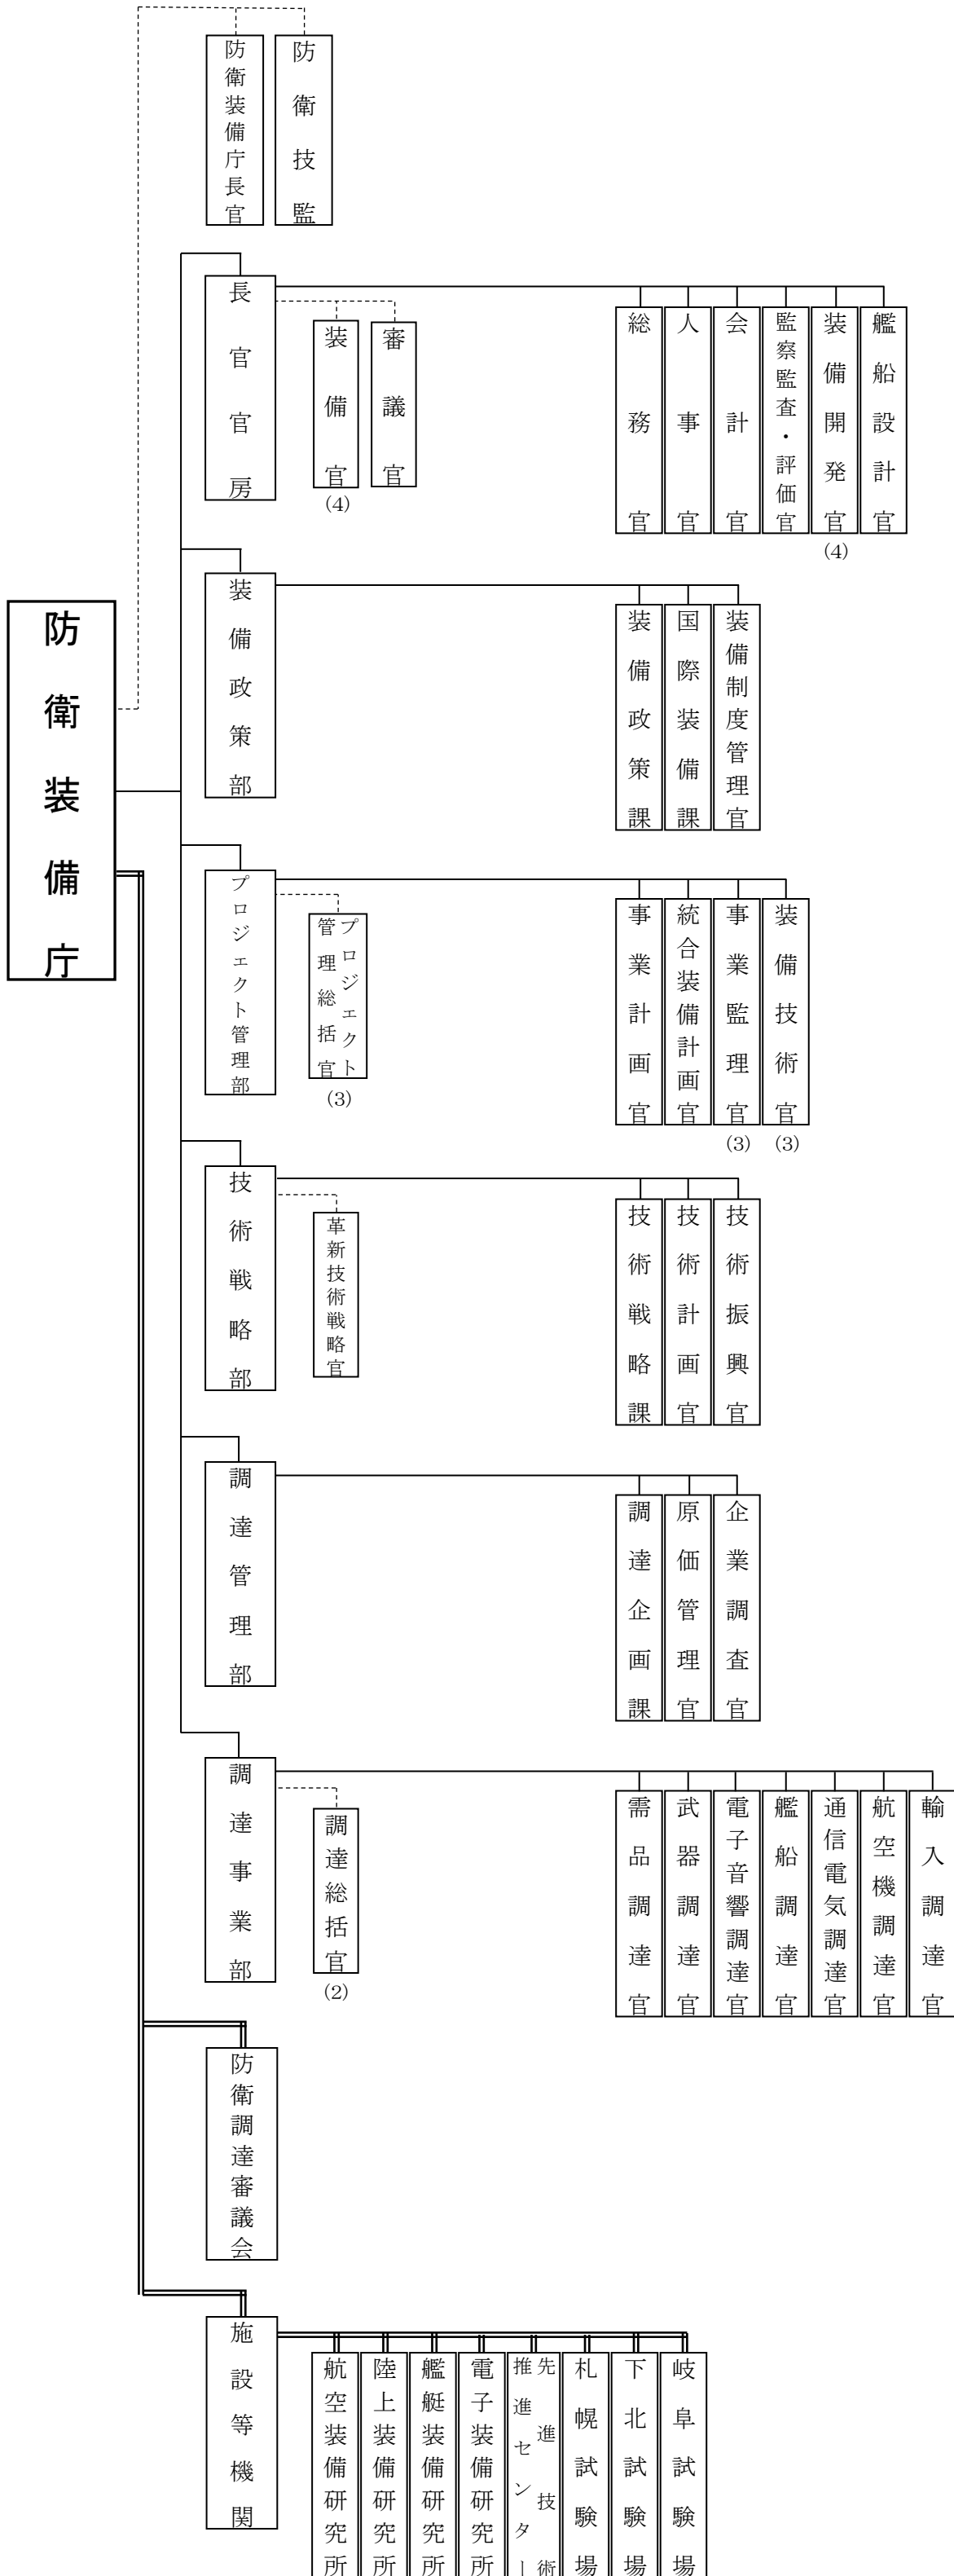 防衛装備庁
防衛装備庁長官
防衛技監
長官官房
装備官
(4)
審議官
総務官
人事官
会計官
監察監査・評価官
装備開発官
(4)
艦船設計官
装備政策部
装備政策課
国際装備課
装備制度管理官
プロジェクト管理部
プロジェクト
管理総括官
(3)
事業計画官
統合装備計画官
事業監理官
(3)
装備技術官
(3)
技術戦略部
革新技術戦略官
技術戦略課
技術計画官
技術振興官
調達管理部
調達企画課
原価管理官
企業調査官
調達事業部
調達総括官
(2)
需品調達官
武器調達官
電子音響調達官
艦船調達官
通信電気調達官
航空機調達官
輸入調達官
防衛調達審議会
施設等機関
航空装備研究所
陸上装備研究所
艦艇装備研究所
電子装備研究所
先進技術
推進センター
札幌試験場
下北試験場
岐阜試験場